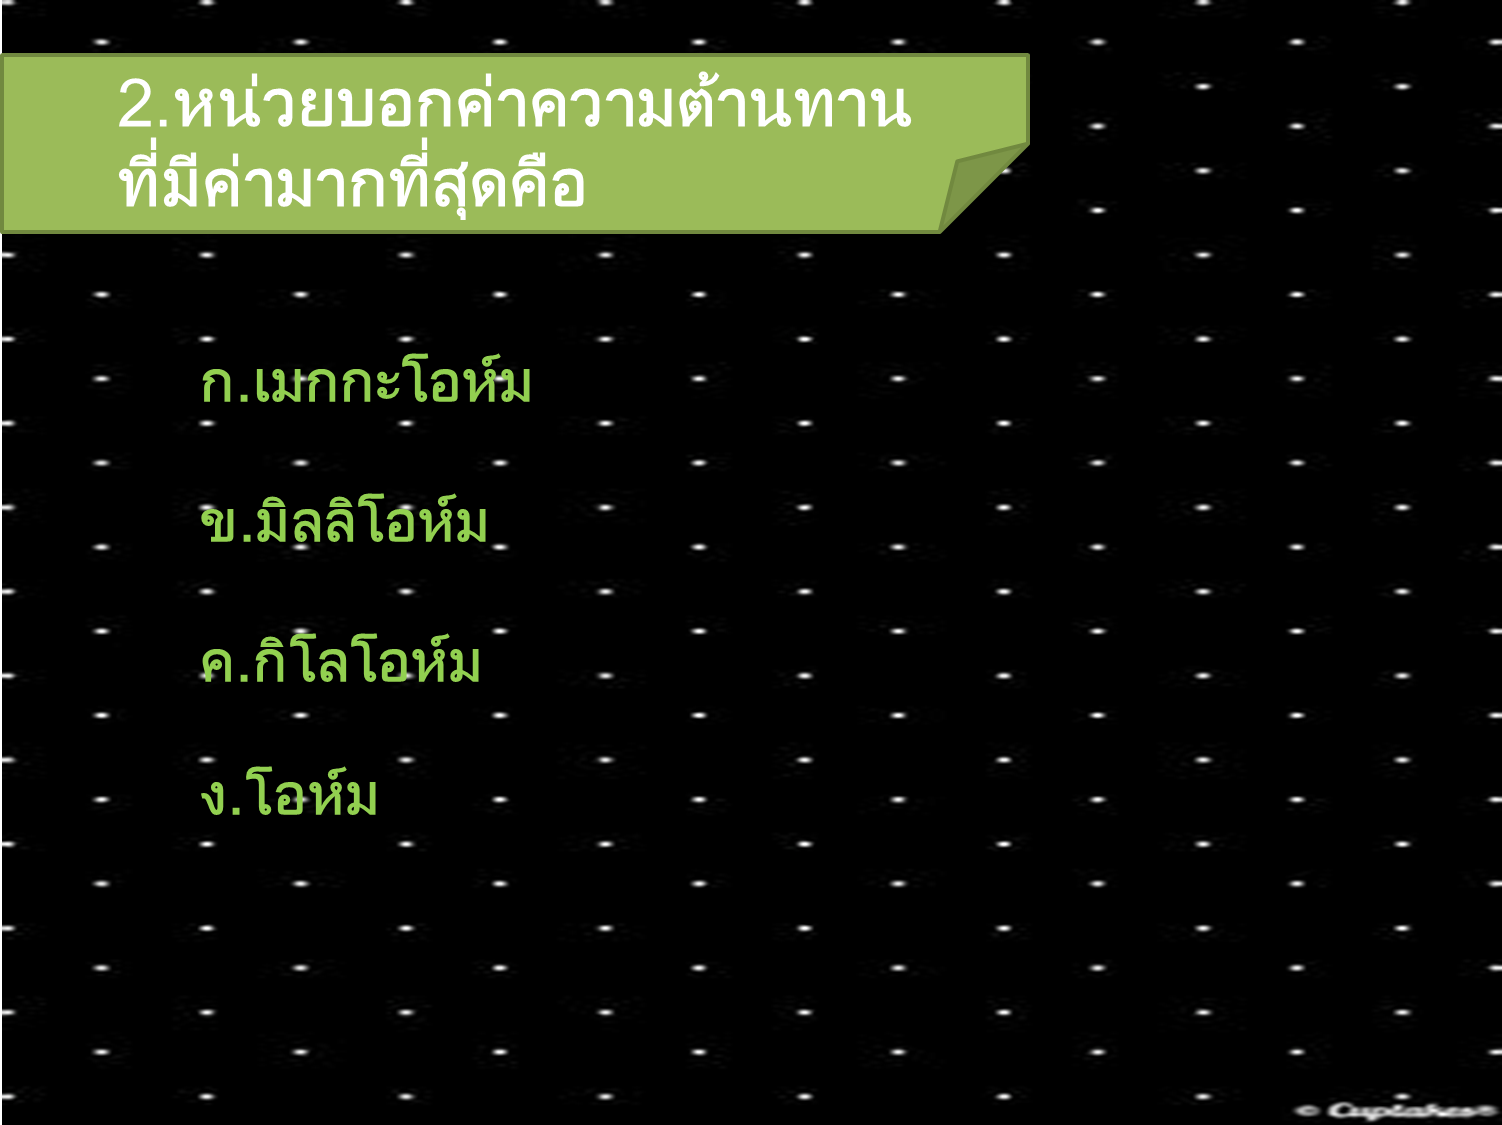 2.หน่วยบอกค่าความต้านทาน
ที่มีค่ามากที่สุดคือ
ก.เมกกะโอห์ม
ข.มิลลิโอห์ม
ค.กิโลโอห์ม
ง.โอห์ม
© Cuptakes®